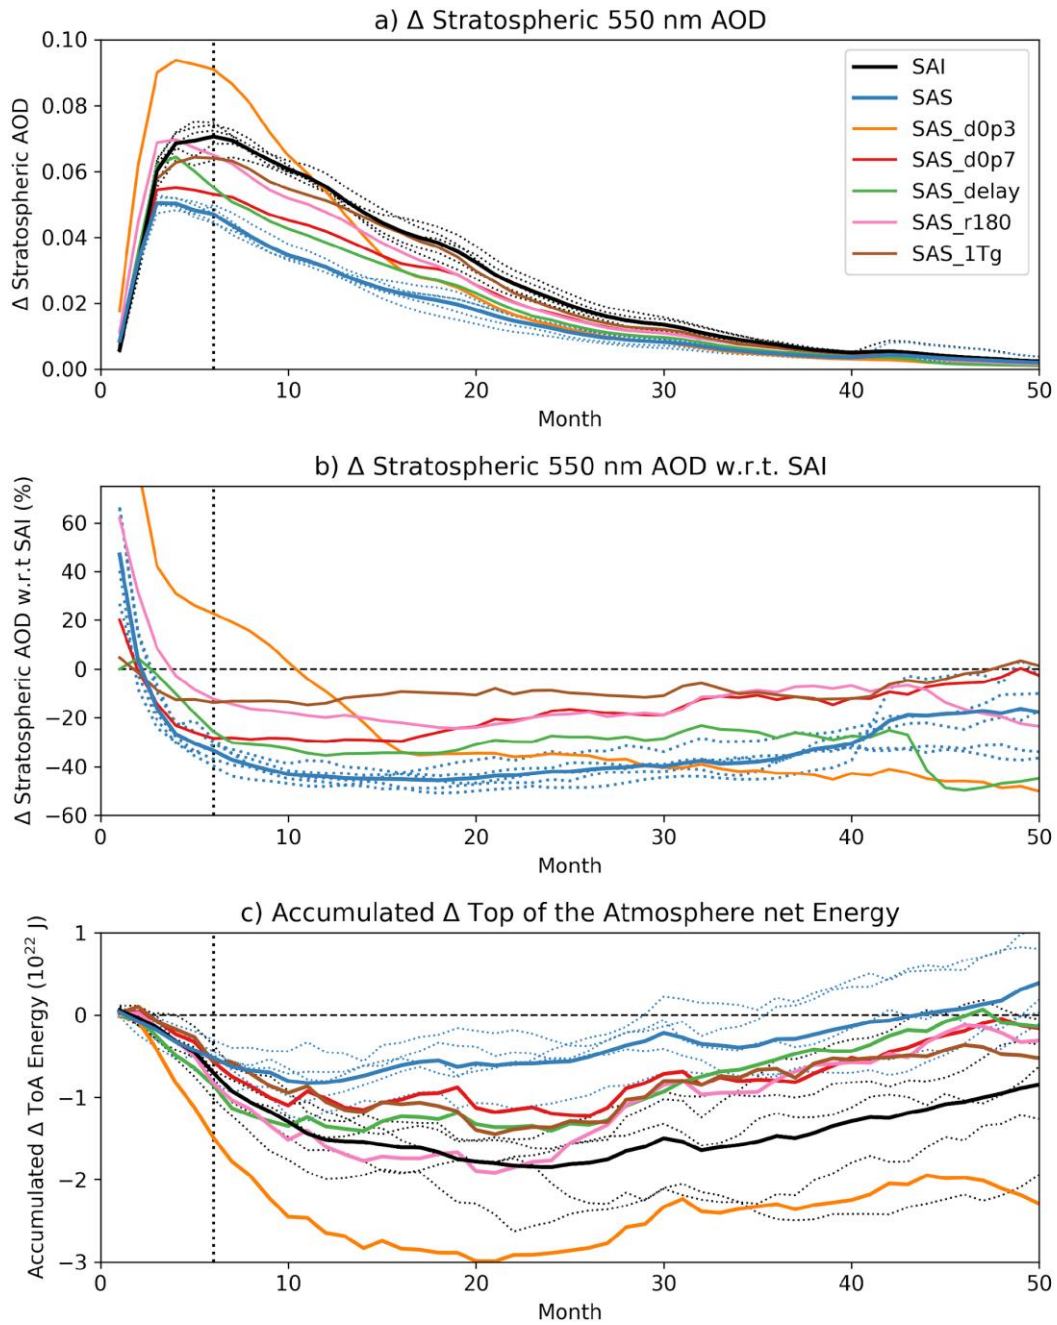 a) Δ Stratospheric 550 nm AOD
Δ Stratospheric AOD
0.10
0.08
0.06
0.04
0.02
0.00
SAI
SAS
SAS_d0p3
SAS_d0p7
SAS_delay
SAS_r180
SAS_1Tg
0 10 20 30 40 50
Month
b) Δ Stratospheric 550 nm AOD w.r.t. SAI
Δ Stratospheric AOD w.r.t SAI (%)
60
40
20
0
−20
−40
−60
0 10 20 30 40 50
Month
c) Accumulated Δ Top of the Atmosphere net Energy
Accumulated Δ ToA Energy (10²² J)
1
0
−1
−2
−3
0 10 20 30 40 50
Month